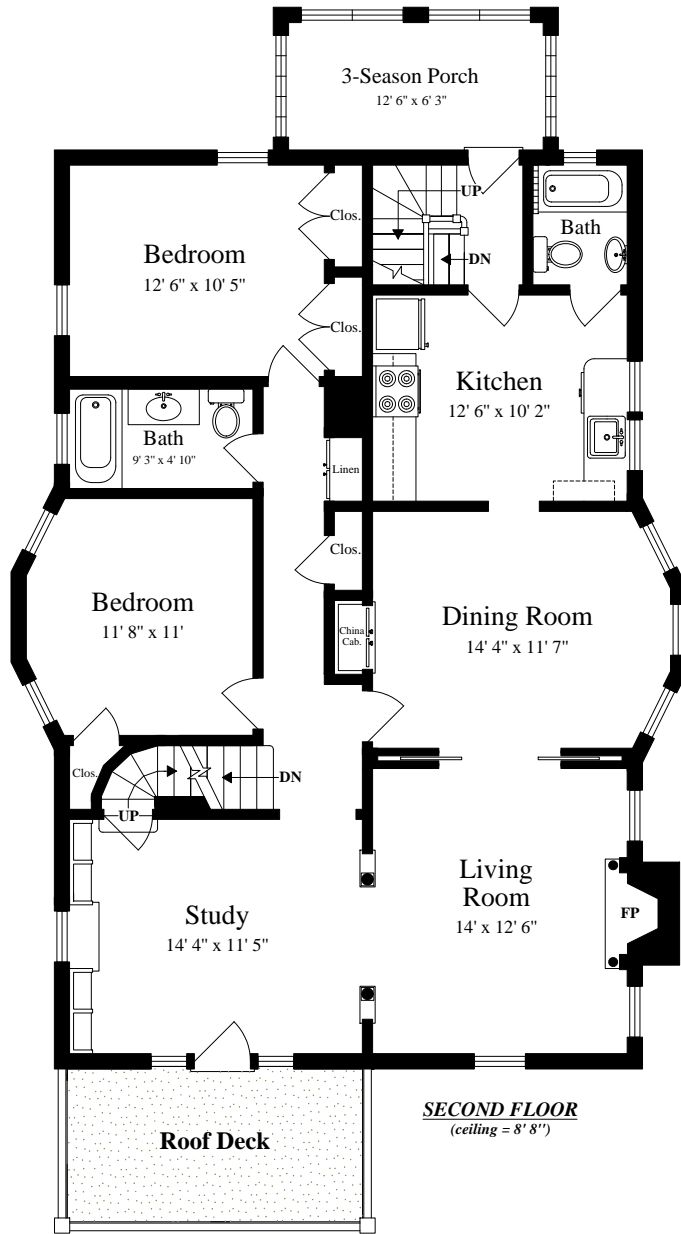 3-Season Porch
12' 6" x 6' 3"
UP
Clos.
Bath
Bedroom
12' 6" x 10' 5"
DN
Clos.
Kitchen
12' 6" x 10' 2"
Bath
9' 3" x 4' 10"
Linen
Clos.
Bedroom
11' 8" x 11'
China
Cab.
Dining Room
14' 4" x 11' 7"
Clos.
DN
UP
Living
Room
14' x 12' 6"
FP
Study
14' 4" x 11' 5"
SECOND FLOOR
(ceiling = 8' 8")
Roof Deck